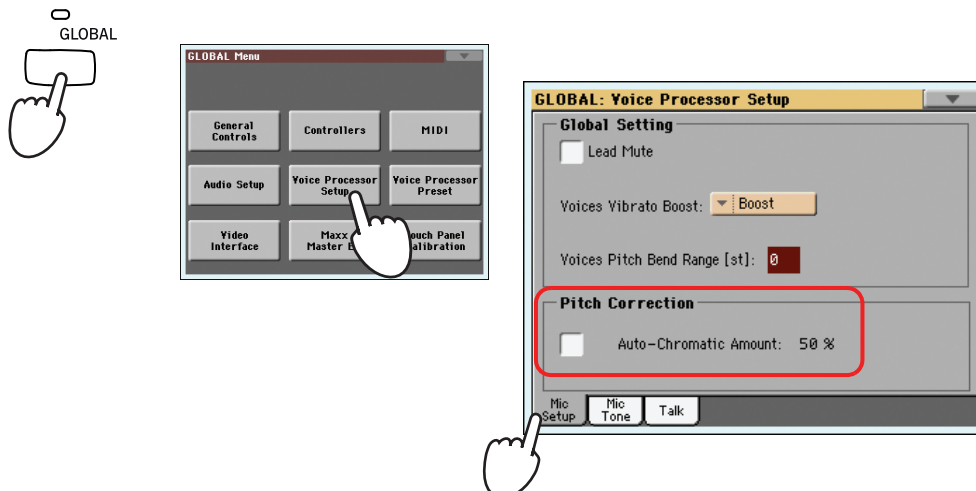 GLOBAL
GLOBAL Menu
General
Controls
Controllers
MIDI
Audio Setup
Voice Processor
Setup
Voice Processor
Preset
Video
Interface
Maxx
Master
ouch Panel
alibration
GLOBAL: Voice Processor Setup
Global Setting
Lead Mute
Voices Vibrato Boost: Boost
Voices Pitch Bend Range [st]: 0
Pitch Correction
Auto-Chromatic Amount: 50 %
Mic
Setup
Mic
Tone
Talk